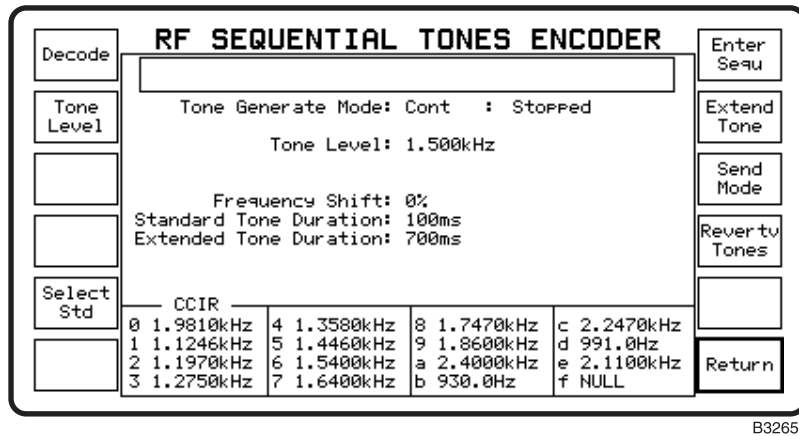 RF SEQUENTIAL TONES ENCODER
Decode
Tone
Level
Select
Std
Tone Generate Mode: Cont : Stopped
Tone Level: 1.500kHz
Frequency Shift: 0%
Standard Tone Duration: 100ms
Extended Tone Duration: 700ms
CCIR
0 1.9810kHz 4 1.3580kHz 8 1.7470kHz c 2.2470kHz
1 1.1246kHz 5 1.4460kHz 9 1.8600kHz d 991.0Hz
2 1.1970kHz 6 1.5400kHz a 2.4000kHz e 2.1100kHz
3 1.2750kHz 7 1.6400kHz b 930.0Hz f NULL
Enter
Sequ
Extend
Tone
Send
Mode
Revertv
Tones
Return
B3265